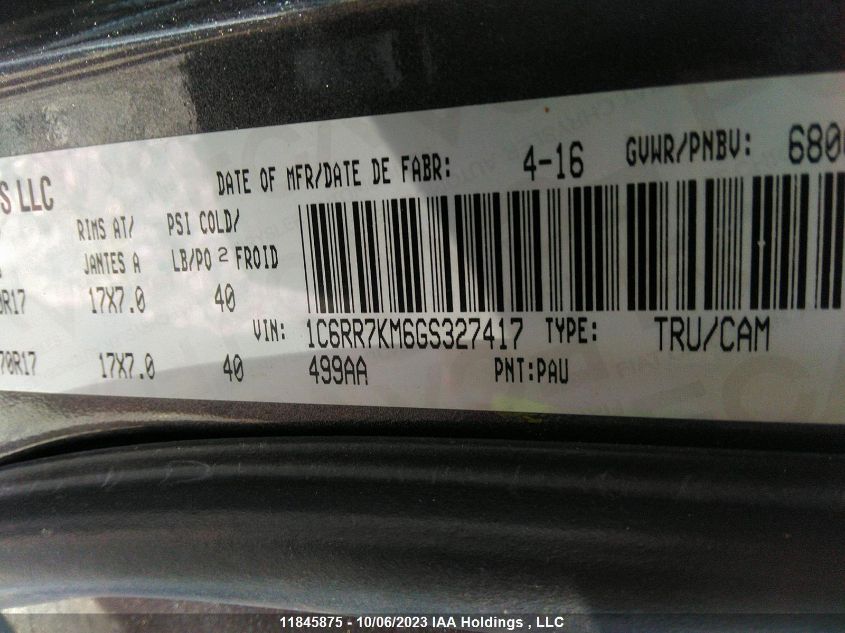 S LLC
DATE OF MFR/DATE DE FABR: 4-16 GVWR/PNBV: 680
RIMS AT/ PSI COLD/
JANTES A LB/PO 2 FROID
R17 17X7.0 40
VIN: 1C6RR7KM6GS327417 TYPE: TRU/CAM
70R17 17X7.0 40 499AA PNT:PAU
11845875 - 10/06/2023 IAA Holdings , LLC